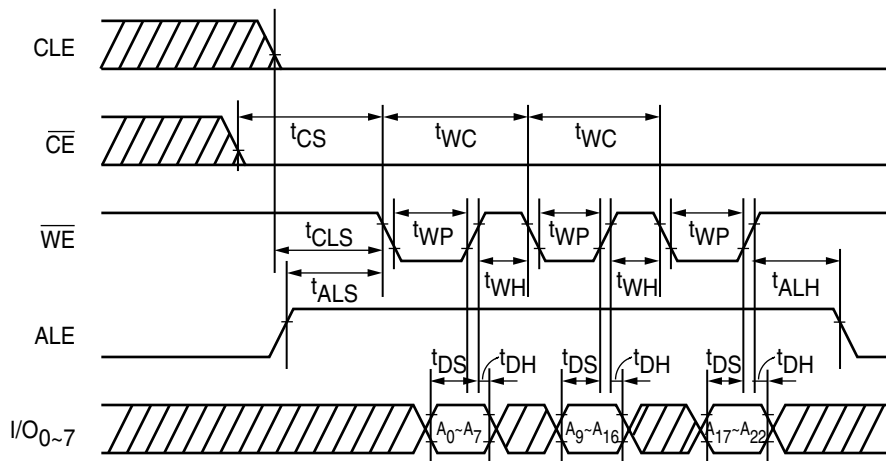 CLE
CE
tCS tWC tWC
WE
tCLS tWP tWP tWP
tALS tWH tWH tALH
ALE
tDS tDH tDS tDH tDS tDH
I/O0~7 A0~A7 A9~A16 A17~A22